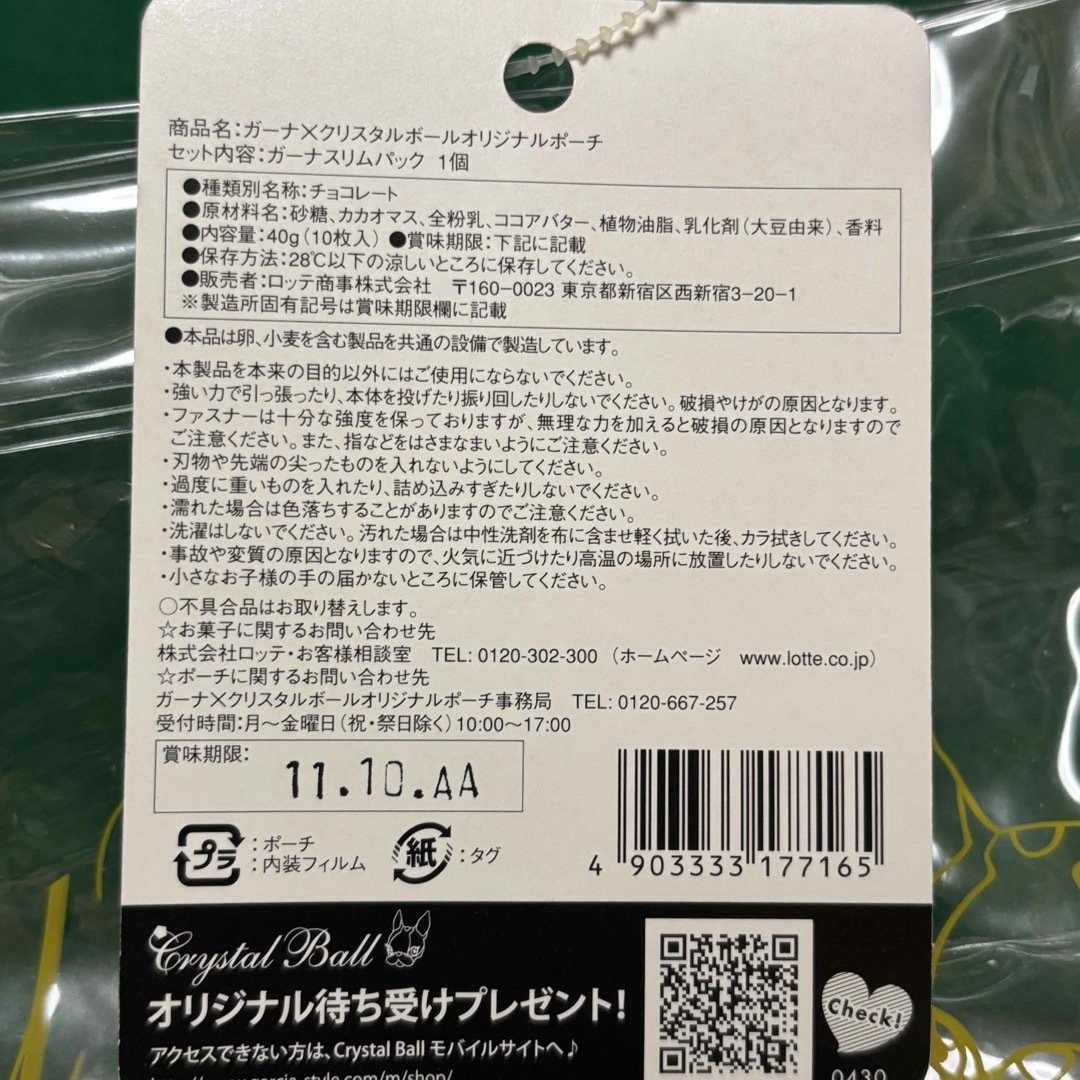 商品名:ガーナ×クリスタルボールオリジナルポーチ
セット内容:ガーナスリムパック 1個
●種類別名称:チョコレート
●原材料名:砂糖、カカオマス、全粉乳、ココアバター、植物油脂、乳化剤(大豆由来)、香料
●内容量:40g(10枚入) ●賞味期限:下記に記載
●保存方法:28℃以下の涼しいところに保存してください。
●販売者:ロッテ商事株式会社 〒160-0023 東京都新宿区西新宿3-20-1
※製造所固有記号は賞味期限欄に記載
●本品は卵、小麦を含む製品を共通の設備で製造しています。
・本製品を本来の目的以外にはご使用にならないでください。
・強い力で引っ張ったり、本体を投げたり振り回したりしないでください。破損やけがの原因となります。
・ファスナーは十分な強度を保っておりますが、無理な力を加えると破損の原因となりますので
ご注意ください。また、指などをはさまないようにご注意ください。
・刃物や先端の尖ったものを入れないようにしてください。
・過度に重いものを入れたり、詰め込みすぎたりしないでください。
・濡れた場合は色落ちすることがありますのでご注意ください。
・洗濯はしないでください。汚れた場合は中性洗剤を布に含ませ軽く拭いた後、カラ拭きしてください。
・事故や変質の原因となりますので、火気に近づけたり高温の場所に放置したりしないでください。
・小さなお子様の手の届かないところに保管してください。
○不具合品はお取り替えします。
☆お菓子に関するお問い合わせ先
株式会社ロッテ・お客様相談室 TEL: 0120-302-300 (ホームページ www.lotte.co.jp)
☆ポーチに関するお問い合わせ先
ガーナ×クリスタルボールオリジナルポーチ事務局 TEL: 0120-667-257
受付時間:月~金曜日(祝・祭日除く)10:00~17:00
賞味期限:
11.10.AA
プラ :ポーチ
:内装フィルム
紙 :タグ
4 903333 177165
Crystal Ball
オリジナル待ち受けプレゼント!
Check!
アクセスできない方は、Crystal Ball モバイルサイトへ♪
0430